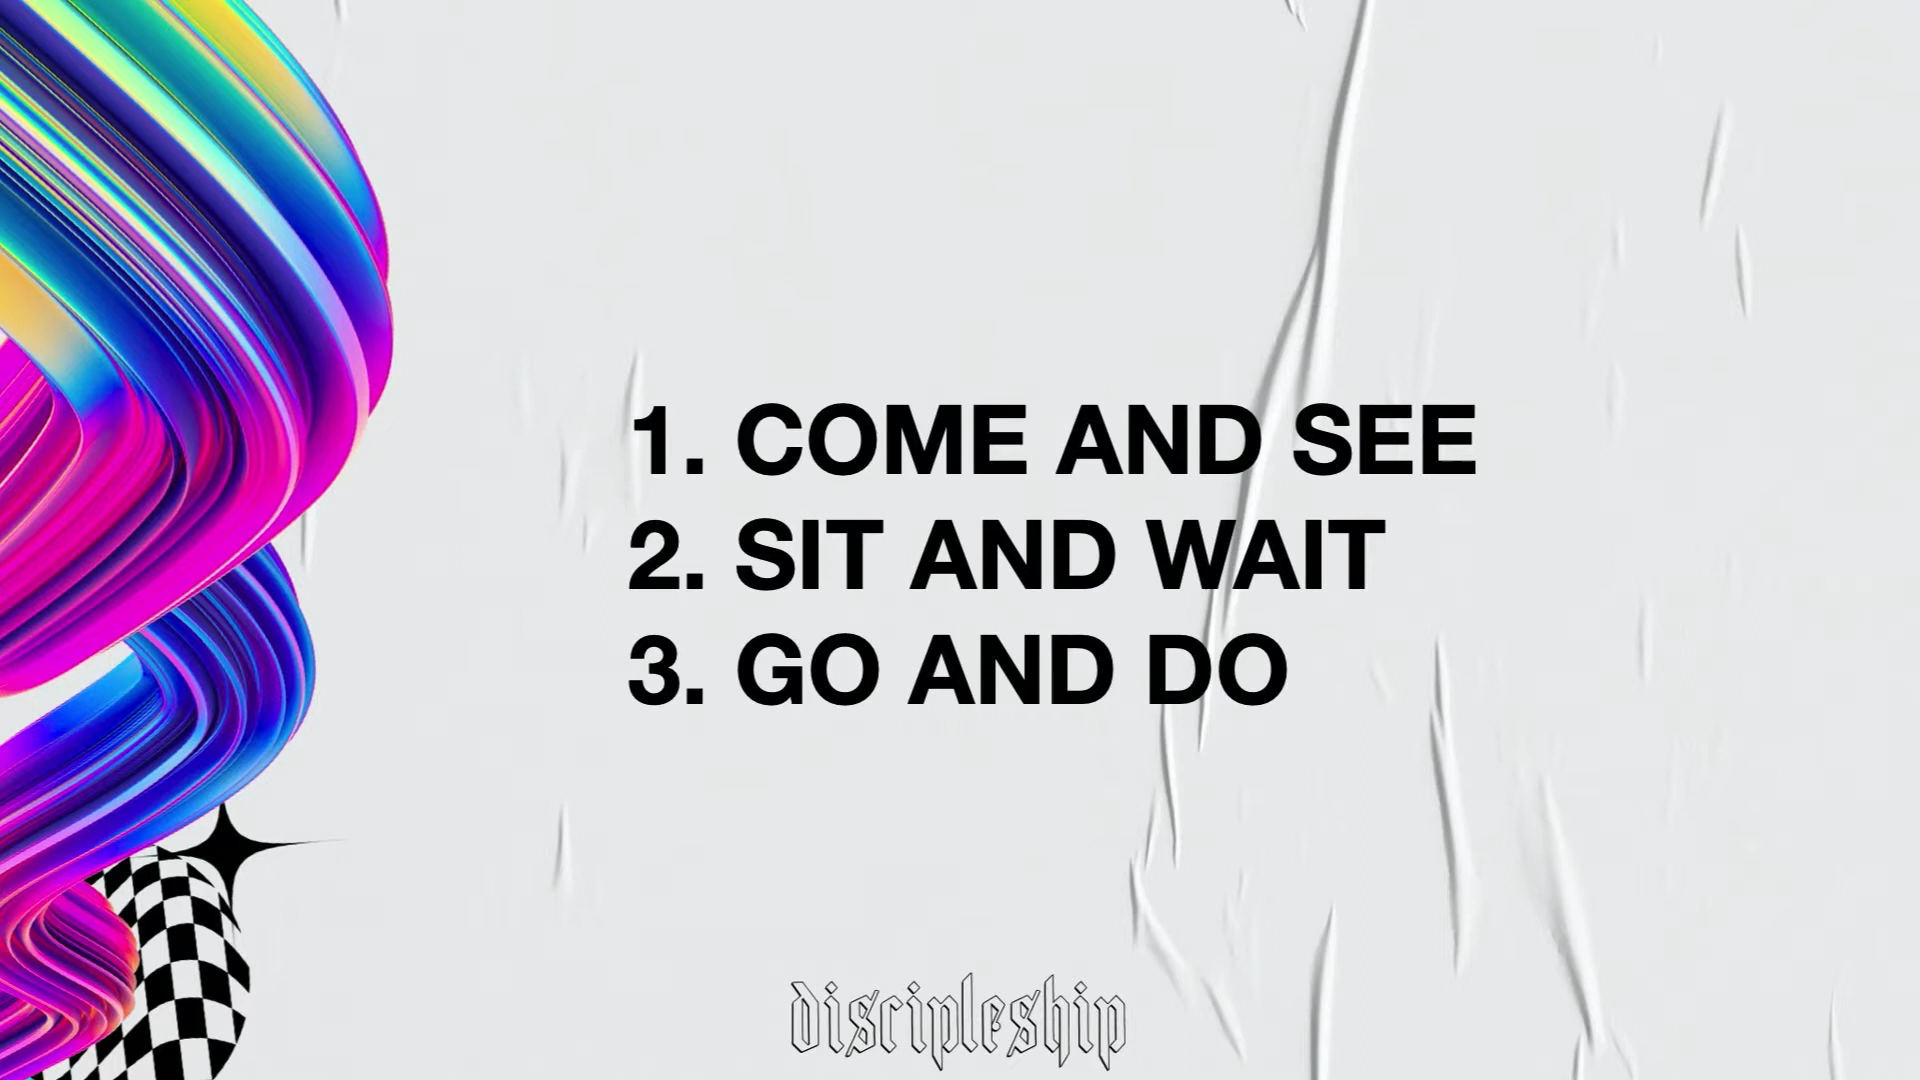 1. COME AND SEE
2. SIT AND WAIT
3. GO AND DO
discipleship